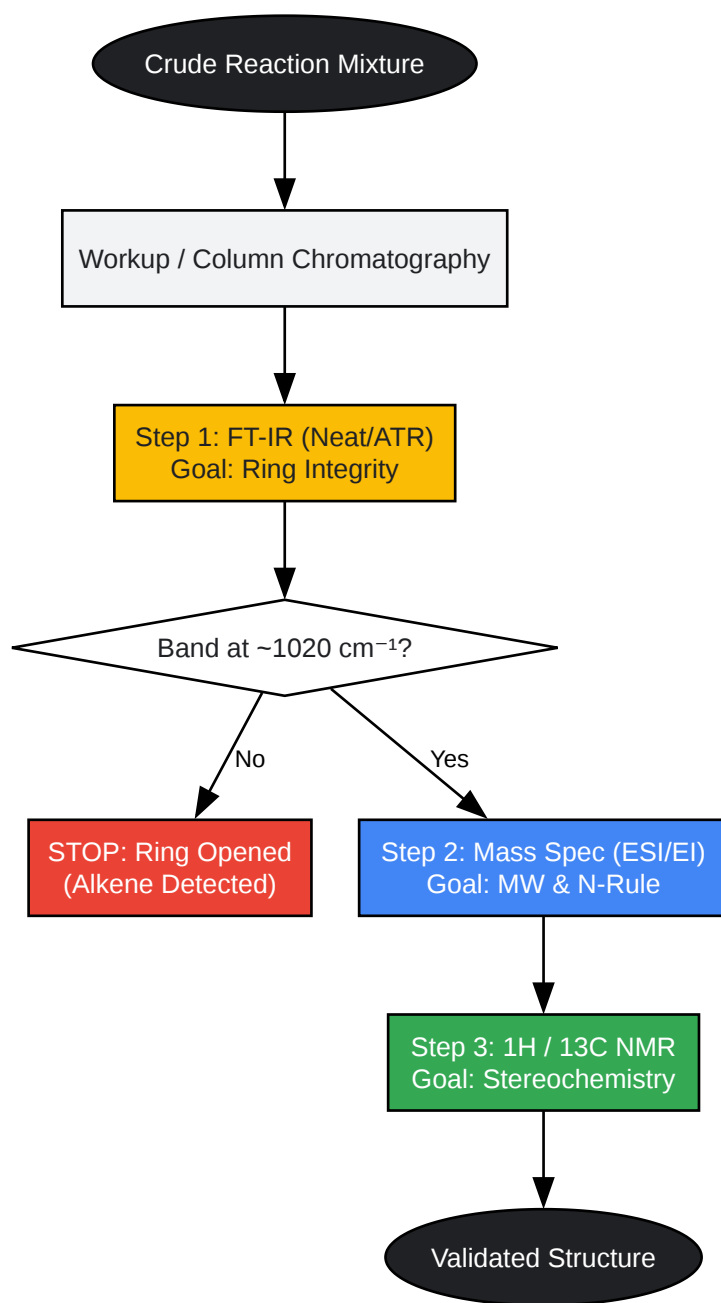 Crude Reaction Mixture
Workup / Column Chromatography
Step 1: FT-IR (Neat/ATR)
Goal: Ring Integrity
Band at ~1020 cm⁻¹?
No
Yes
STOP: Ring Opened
(Alkene Detected)
Step 2: Mass Spec (ESI/EI)
Goal: MW & N-Rule
Step 3: 1H / 13C NMR
Goal: Stereochemistry
Validated Structure